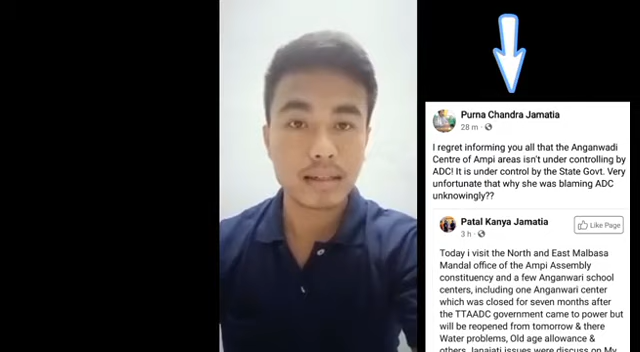 Purna Chandra Jamatia
28 m
I regret informing you all that the Anganwadi
Centre of Ampi areas isn't under controlling by
ADC! It is under control by the State Govt. Very
unfortunate that why she was blaming ADC
unknowingly??
Patal Kanya Jamatia
Like Page
3 h
Today i visit the North and East Malbasa
Mandal office of the Ampi Assembly
constituency and a few Anganwari school
centers, including one Anganwari center
which was closed for seven months after
the TTAADC government came to power but
will be reopened from tomorrow & there
Water problems, Old age allowance &
others Janajati issues were discuss on My